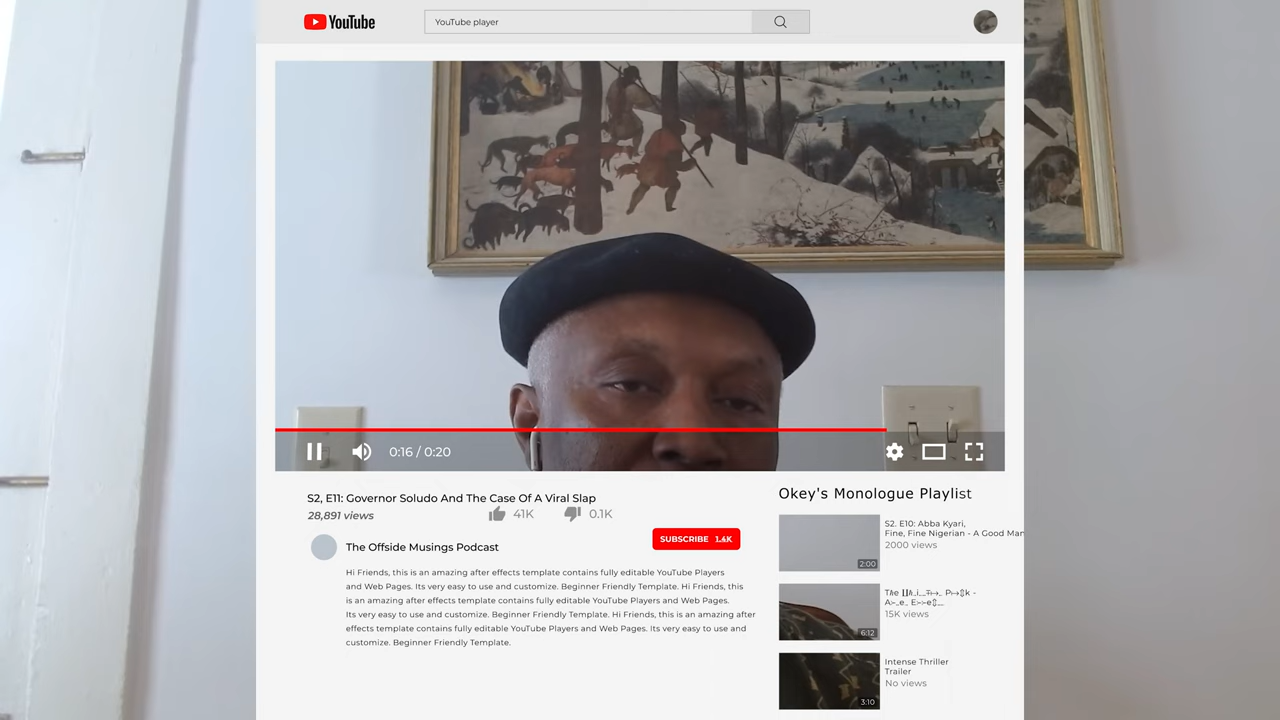 YouTube
YouTube player
0:16 / 0:20
S2, E11: Governor Soludo And The Case Of A Viral Slap
28,891 views
41K
0.1K
SUBSCRIBE 1.4K
The Offside Musings Podcast
Hi Friends, this is an amazing after effects template contains fully editable YouTube Players
and Web Pages. Its very easy to use and customize. Beginner Friendly Template. Hi Friends, this
is an amazing after effects template contains fully editable YouTube Players and Web Pages.
Its very easy to use and customize. Beginner Friendly Template. Hi Friends, this is an amazing after
effects template contains fully editable YouTube Players and Web Pages. Its very easy to use and
customize. Beginner Friendly Template.
Okey's Monologue Playlist
S2. E10: Abba Kyari,
Fine, Fine Nigerian - A Good Man
2000 views
2:00
15K views
6:12
Intense Thriller
Trailer
No views
3:10